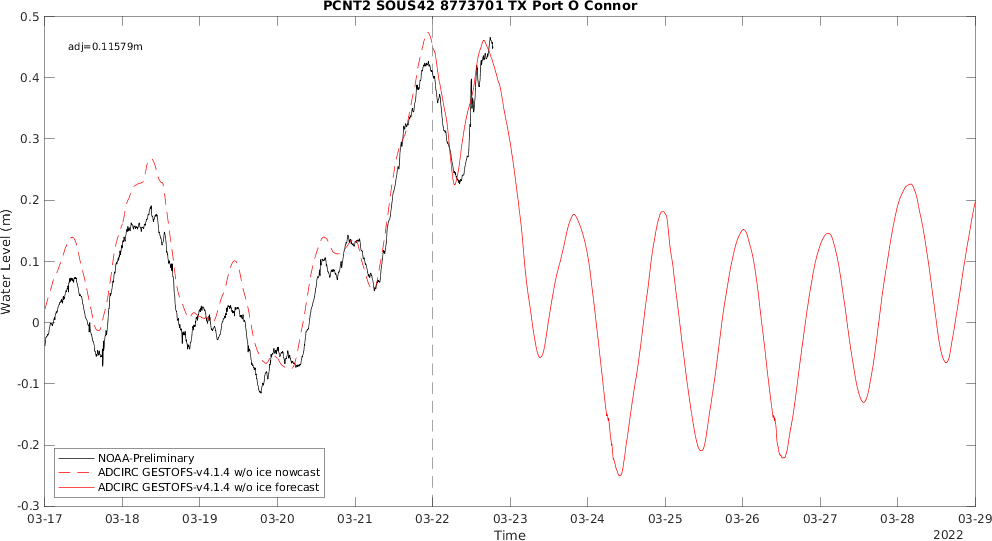 PCNT2 SOUS42 8773701 TX Port O Connor
adj=0.11579m
Water Level (m)
0.5
0.4
0.3
0.2
0.1
0
-0.1
-0.2
-0.3
NOAA-Preliminary
ADCIRC GESTOFS-v4.1.4 w/o ice nowcast
ADCIRC GESTOFS-v4.1.4 w/o ice forecast
03-17 03-18 03-19 03-20 03-21 03-22 03-23 03-24 03-25 03-26 03-27 03-28 03-29
Time
2022